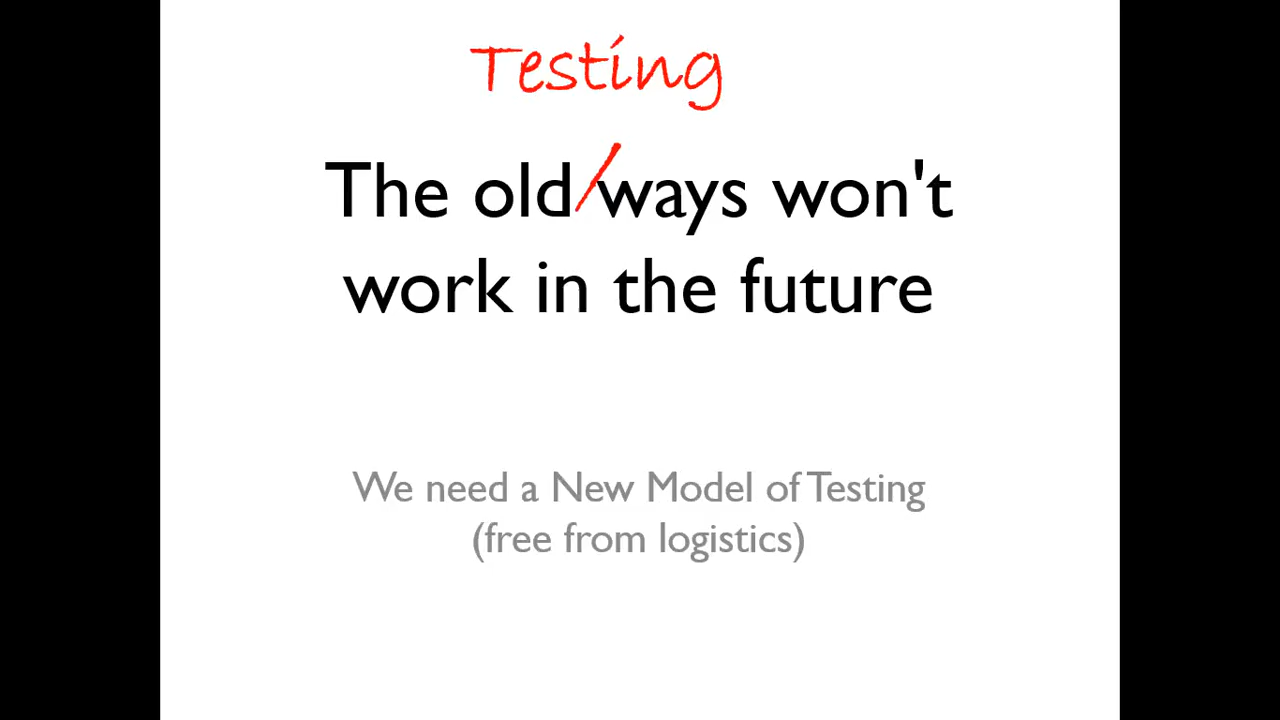 Testing
The old/ways won't
work in the future
We need a New Model of Testing
(free from logistics)